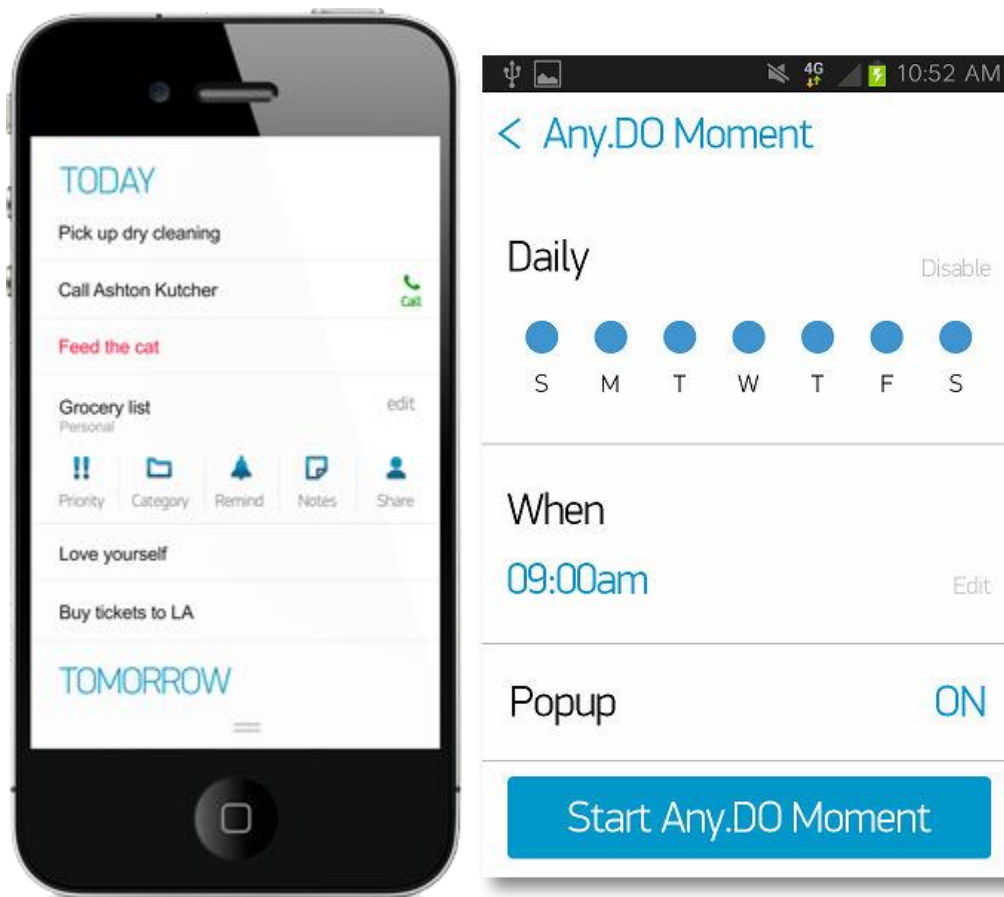 TODAY
Pick up dry cleaning
Call Ashton Kutcher
Call
Feed the cat
Grocery list edit
Personal
Priority Category Remind Notes Share
Love yourself
Buy tickets to LA
TOMORROW
4G 10:52 AM
< Any.DO Moment
Daily Disable
S M T W T F S
When
09:00am Edit
Popup ON
Start Any.DO Moment